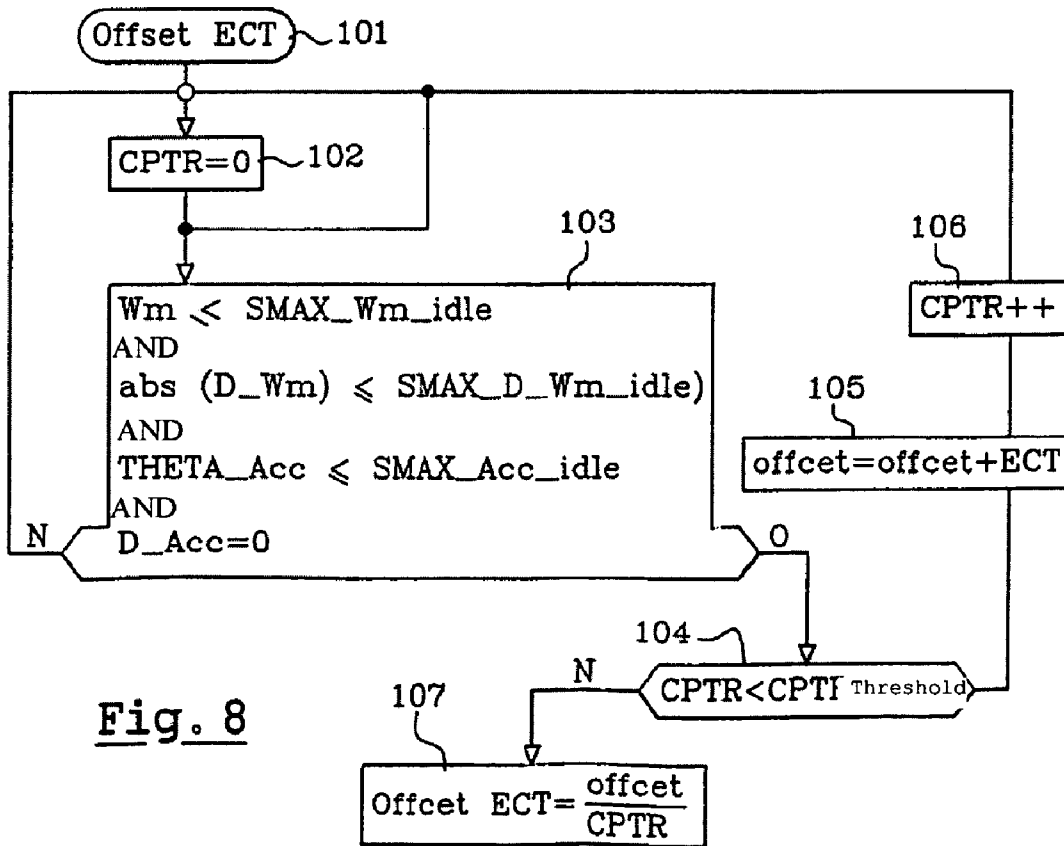 Offset ECT
101
CPTR=0
102
103
Wm ⩽ SMAX_Wm_idle
AND
abs (D_Wm) ⩽ SMAX_D_Wm_idle)
AND
THETA_Acc ⩽ SMAX_Acc_idle
AND
D_Acc=0
N
O
106
CPTR++
105
offcet=offcet+ECT
104
N
CPTR<CPTR Threshold
107
Offcet ECT= offcet
CPTR
Fig. 8